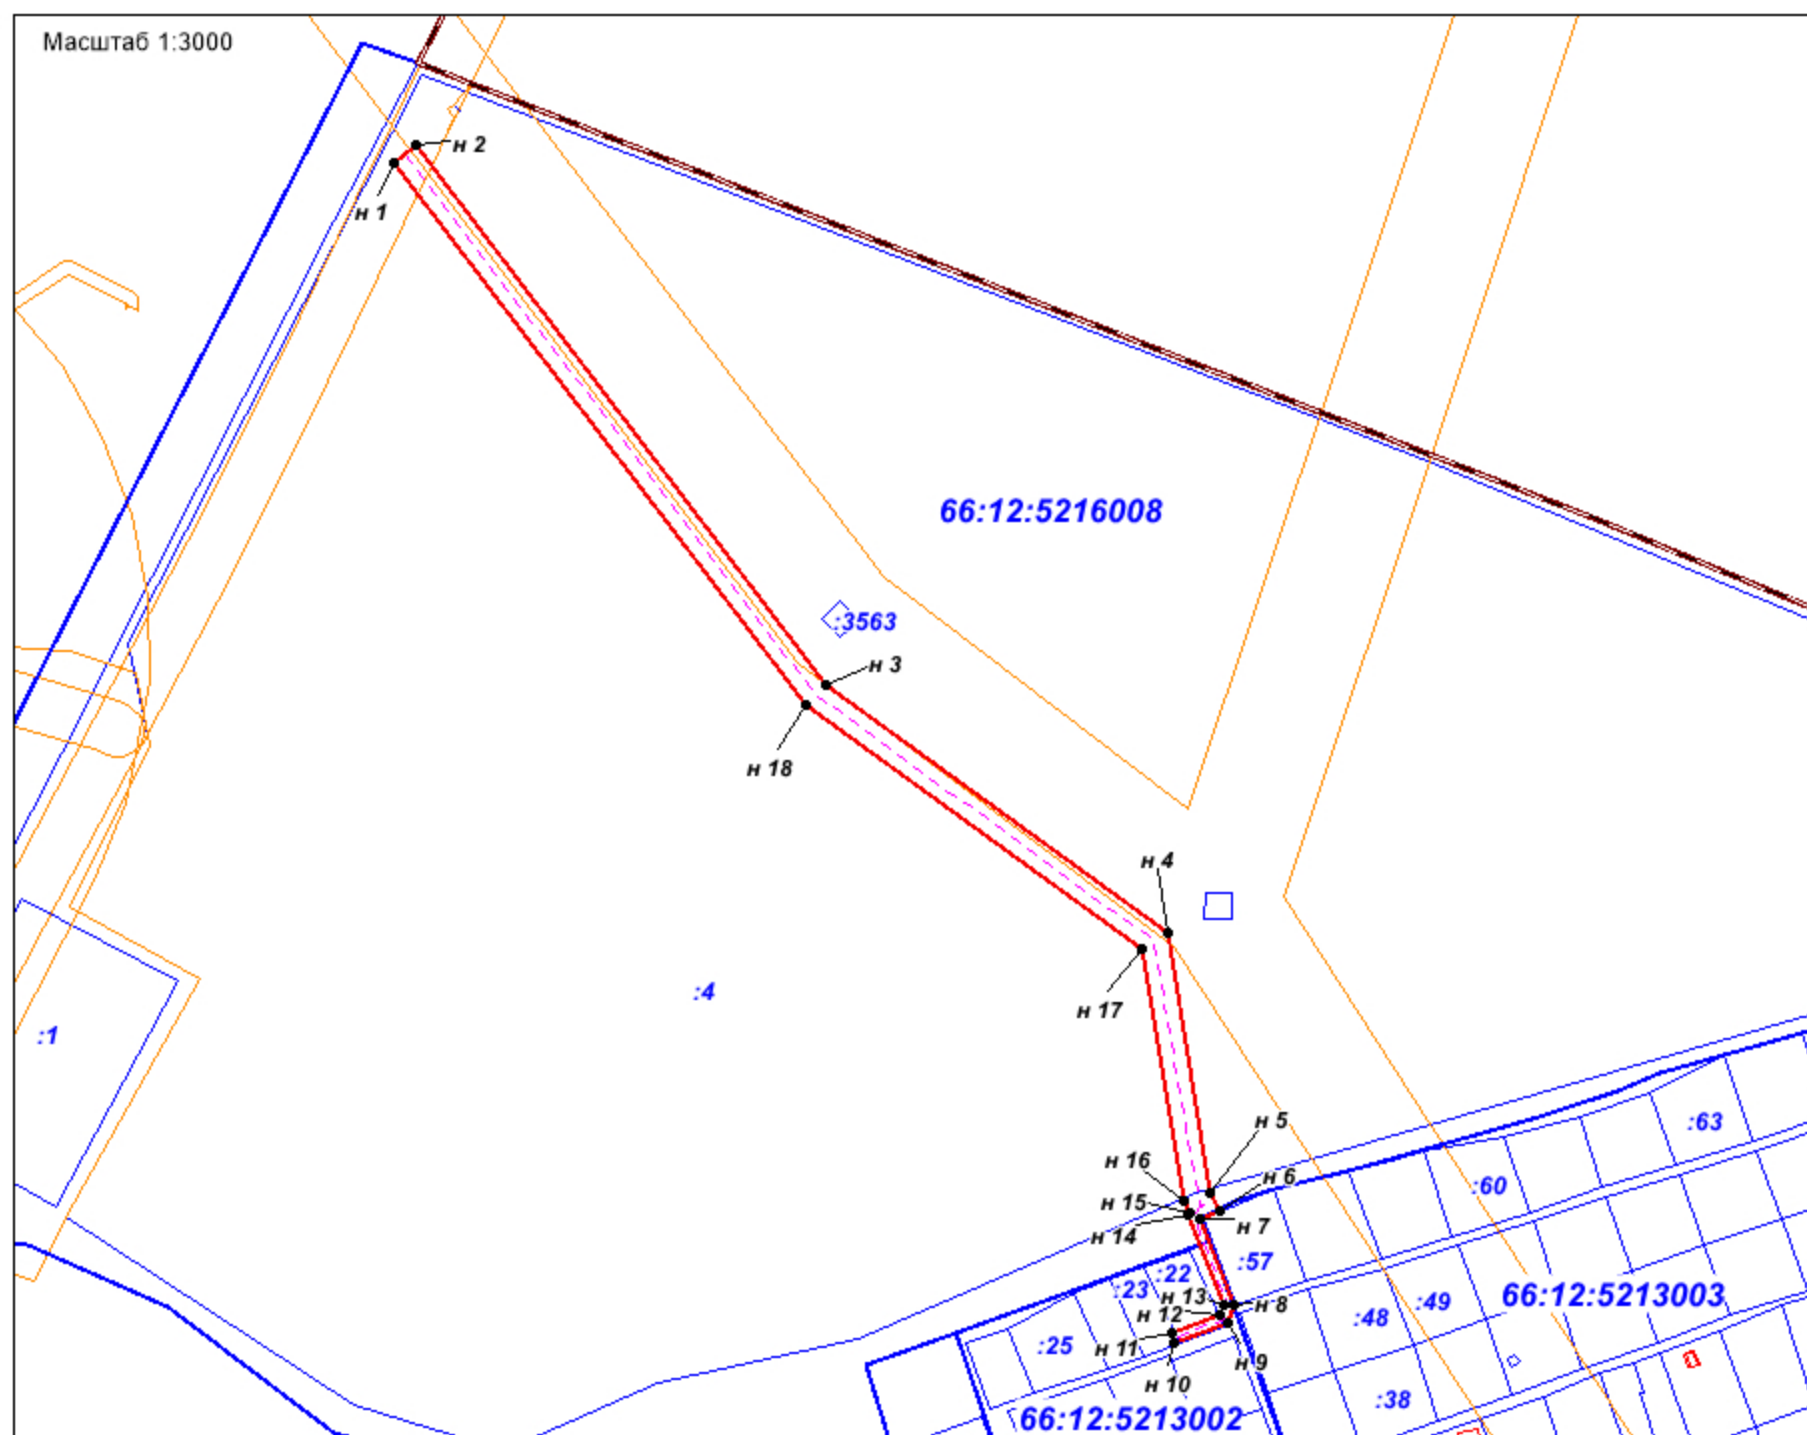 Масштаб 1:3000
н 2
н 1
66:12:5216008
:3563
н 3
н 18
н 4
:4
н 17
:1
н 5
:63
н 16
н 6
:60
н 15
н 7
н 14
:57
:22
:23
н 13
н 8
66:12:5213003
:49
н 12
:48
:25
н 11
н 9
н 10
:38
66:12:5213002